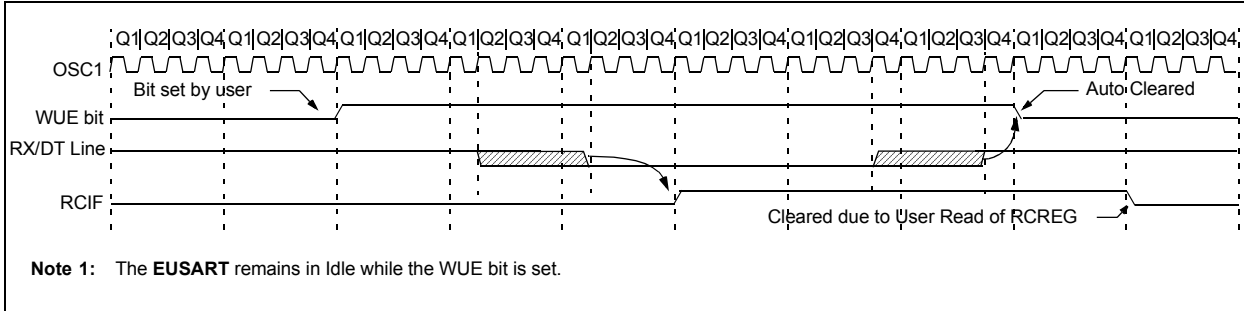 Q1 Q2 Q3 Q4 Q1 Q2 Q3 Q4 Q1 Q2 Q3 Q4 Q1 Q2 Q3 Q4 Q1 Q2 Q3 Q4 Q1 Q2 Q3 Q4 Q1 Q2 Q3 Q4 Q1 Q2 Q3 Q4 Q1 Q2 Q3 Q4 Q1 Q2 Q3 Q4
OSC1
Bit set by user
Auto Cleared
WUE bit
RX/DT Line
RCIF
Cleared due to User Read of RCREG
Note 1: The EUSART remains in Idle while the WUE bit is set.